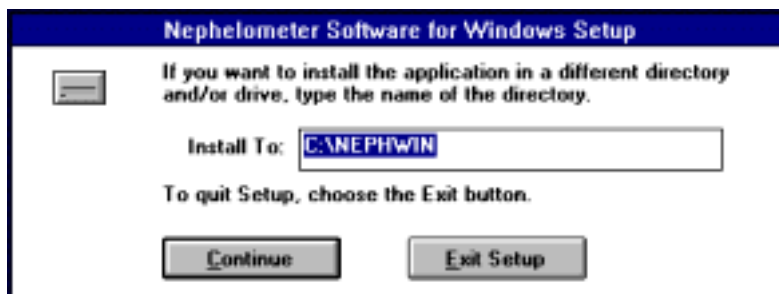 Nephelometer Software for Windows Setup
If you want to install the application in a different directory
and/or drive, type the name of the directory.
Install To: C:\NEPHWIN
To quit Setup, choose the Exit button.
Continue Exit Setup